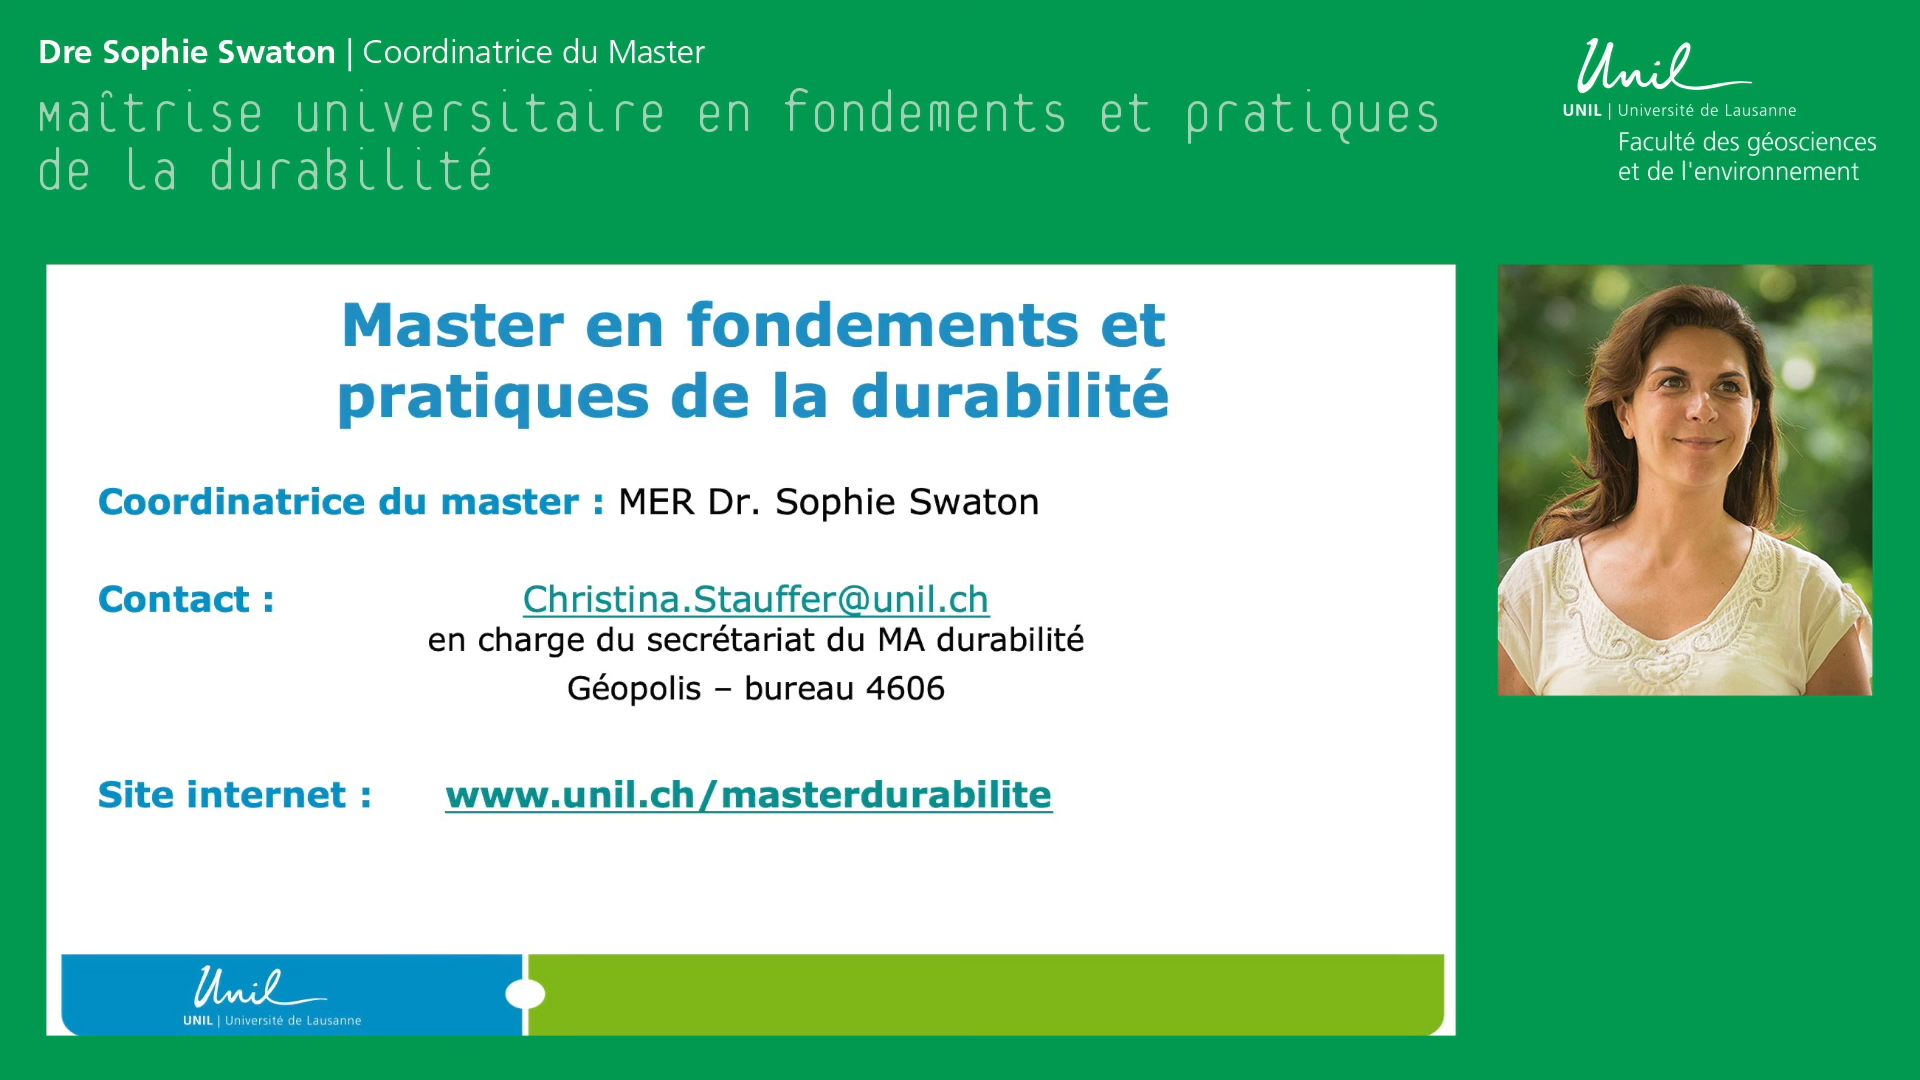 Dre Sophie Swaton | Coordinatrice du Master
Maîtrise universitaire en fondements et pratiques
de la durabilité
Unil
UNIL | Université de Lausanne
Faculté des géosciences
et de l'environnement
Master en fondements et
pratiques de la durabilité
Coordinatrice du master : MER Dr. Sophie Swaton
Contact : Christina.Stauffer@unil.ch
en charge du secrétariat du MA durabilité
Géopolis – bureau 4606
Site internet : www.unil.ch/masterdurabilite
Unil
UNIL | Université de Lausanne